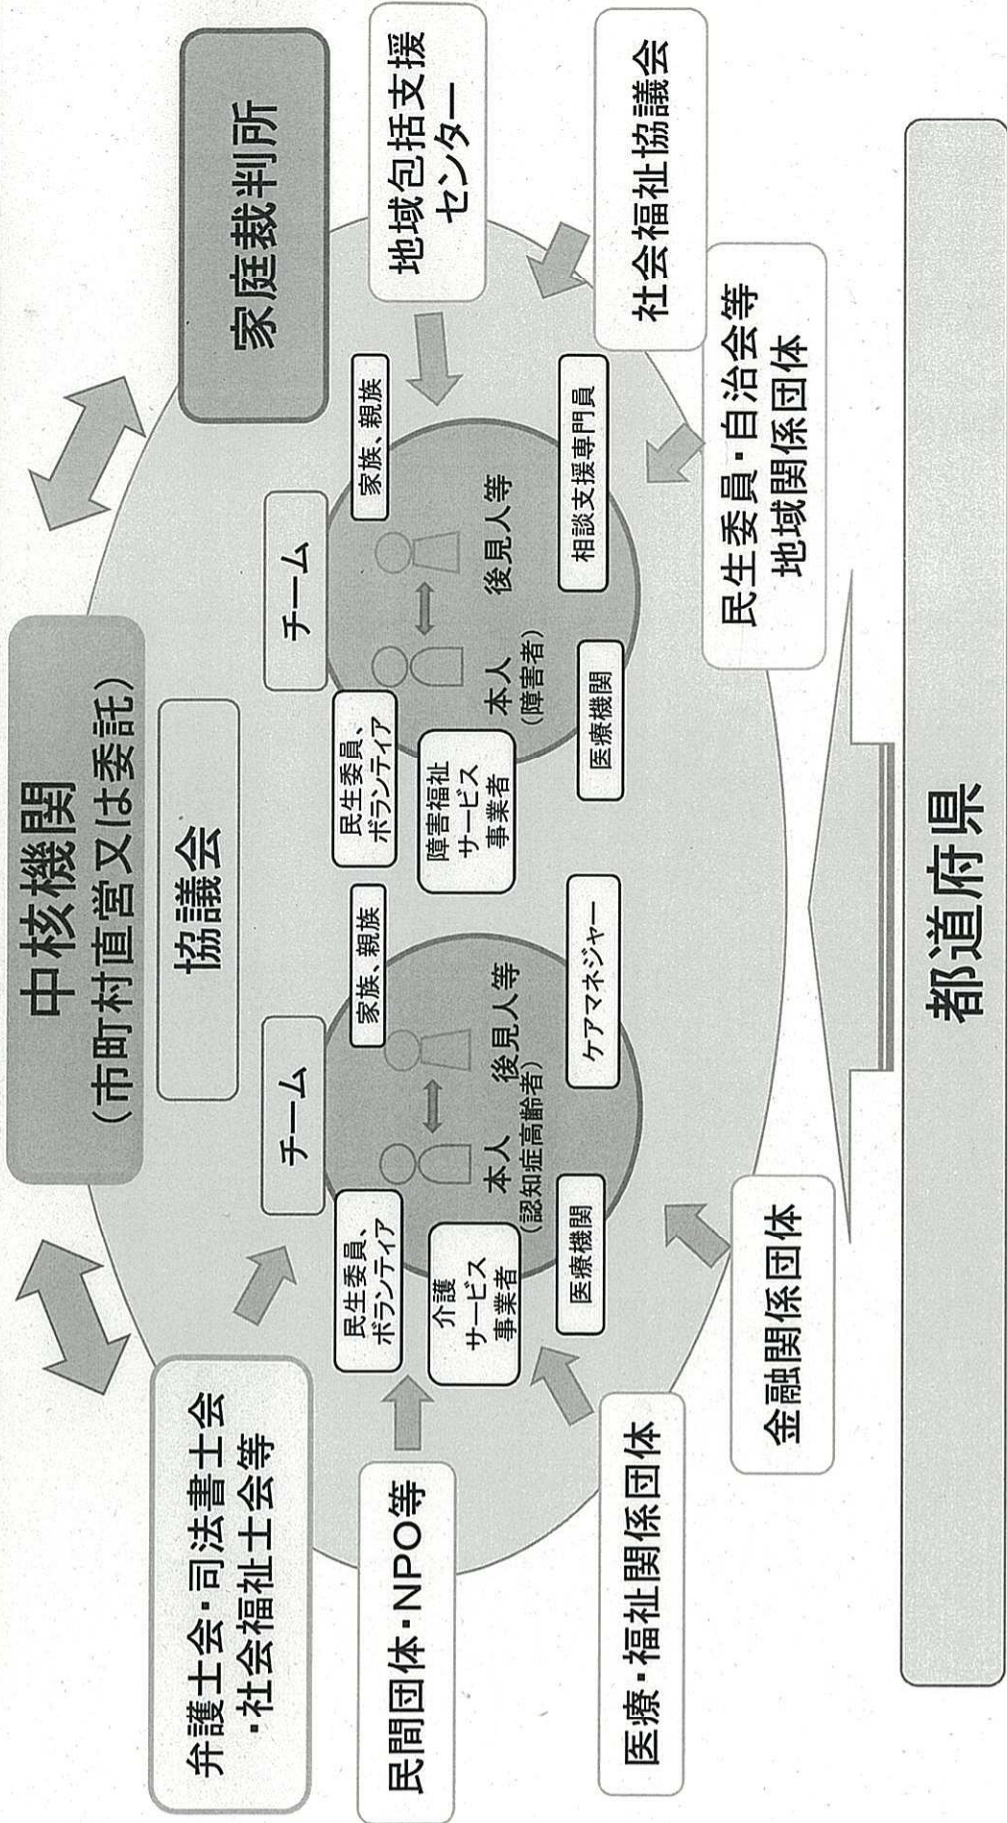 中核機関
(市町村直営又は委託)
協議会
家庭裁判所
弁護士会・司法書士会
・社会福祉士会等
チーム
チーム
民生委員、
ボランティア
家族、親族
民生委員、
ボランティア
家族、親族
地域包括支援
センター
民間団体・NPO等
介護
サービス
事業者
本人
(認知症高齢者)
後見人等
障害福祉
サービス
事業者
本人
(障害者)
後見人等
医療機関
ケアマネジャー
医療機関
相談支援専門員
医療・福祉関係団体
社会福祉協議会
金融関係団体
民生委員・自治会等
地域関係団体
都道府県